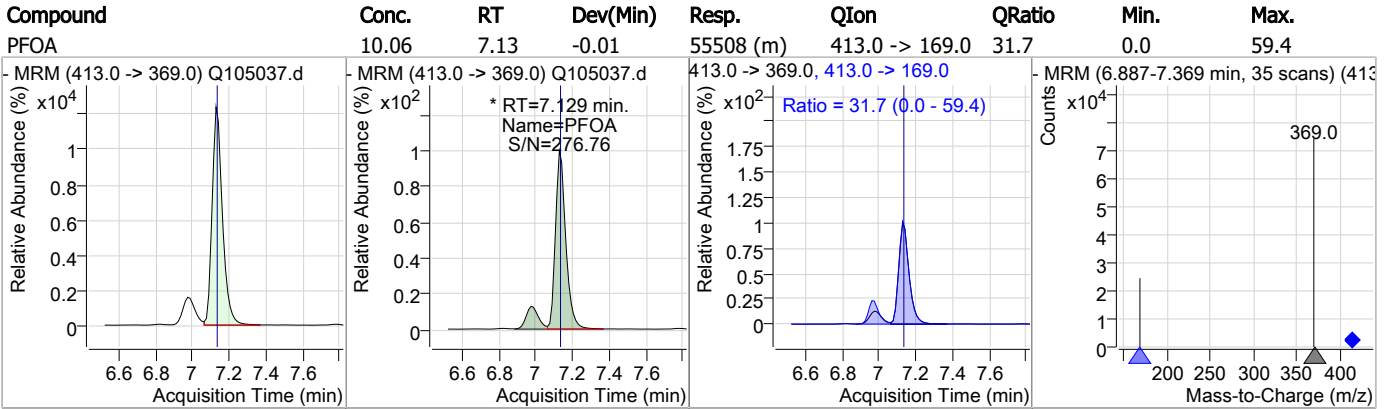 Compound Conc. RT Dev(Min) Resp. QIon QRatio Min. Max.
PFOA 10.06 7.13 -0.01 55508 (m) 413.0 -> 169.0 31.7 0.0 59.4
- MRM (413.0 -> 369.0) Q105037.d
x10⁴
Relative Abundance (%)
1
0.8
0.6
0.4
0.2
0
6.6 6.8 7 7.2 7.4 7.6
Acquisition Time (min)
- MRM (413.0 -> 369.0) Q105037.d
x10²
* RT=7.129 min.
Name=PFOA
S/N=276.76
Relative Abundance (%)
1
0.8
0.6
0.4
0.2
0
6.6 6.8 7 7.2 7.4 7.6
Acquisition Time (min)
413.0 -> 369.0, 413.0 -> 169.0
x10²
Ratio = 31.7 (0.0 - 59.4)
Relative Abundance (%)
1.75
1.5
1.25
1
0.75
0.5
0.25
0
6.6 6.8 7 7.2 7.4 7.6
Acquisition Time (min)
- MRM (6.887-7.369 min, 35 scans) (413
x10⁴
Counts
369.0
7
6
5
4
3
2
1
0
200 250 300 350 400
Mass-to-Charge (m/z)